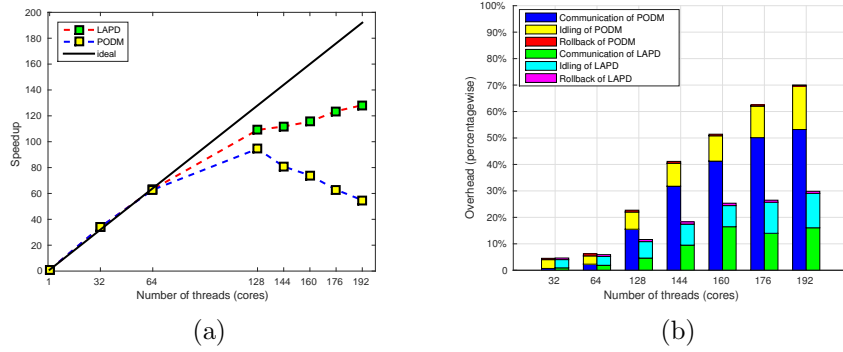 200
180
160
140
120
100
80
60
40
20
0
Speedup
LAPD
PODM
ideal
1 32 64 128 144 160 176 192
Number of threads (cores)
(a)
100%
90%
80%
70%
60%
50%
40%
30%
20%
10%
0
Overhead (percentagewise)
Communication of PODM
Idling of PODM
Rollback of PODM
Communication of LAPD
Idling of LAPD
Rollback of LAPD
32 64 128 144 160 176 192
Number of threads (cores)
(b)